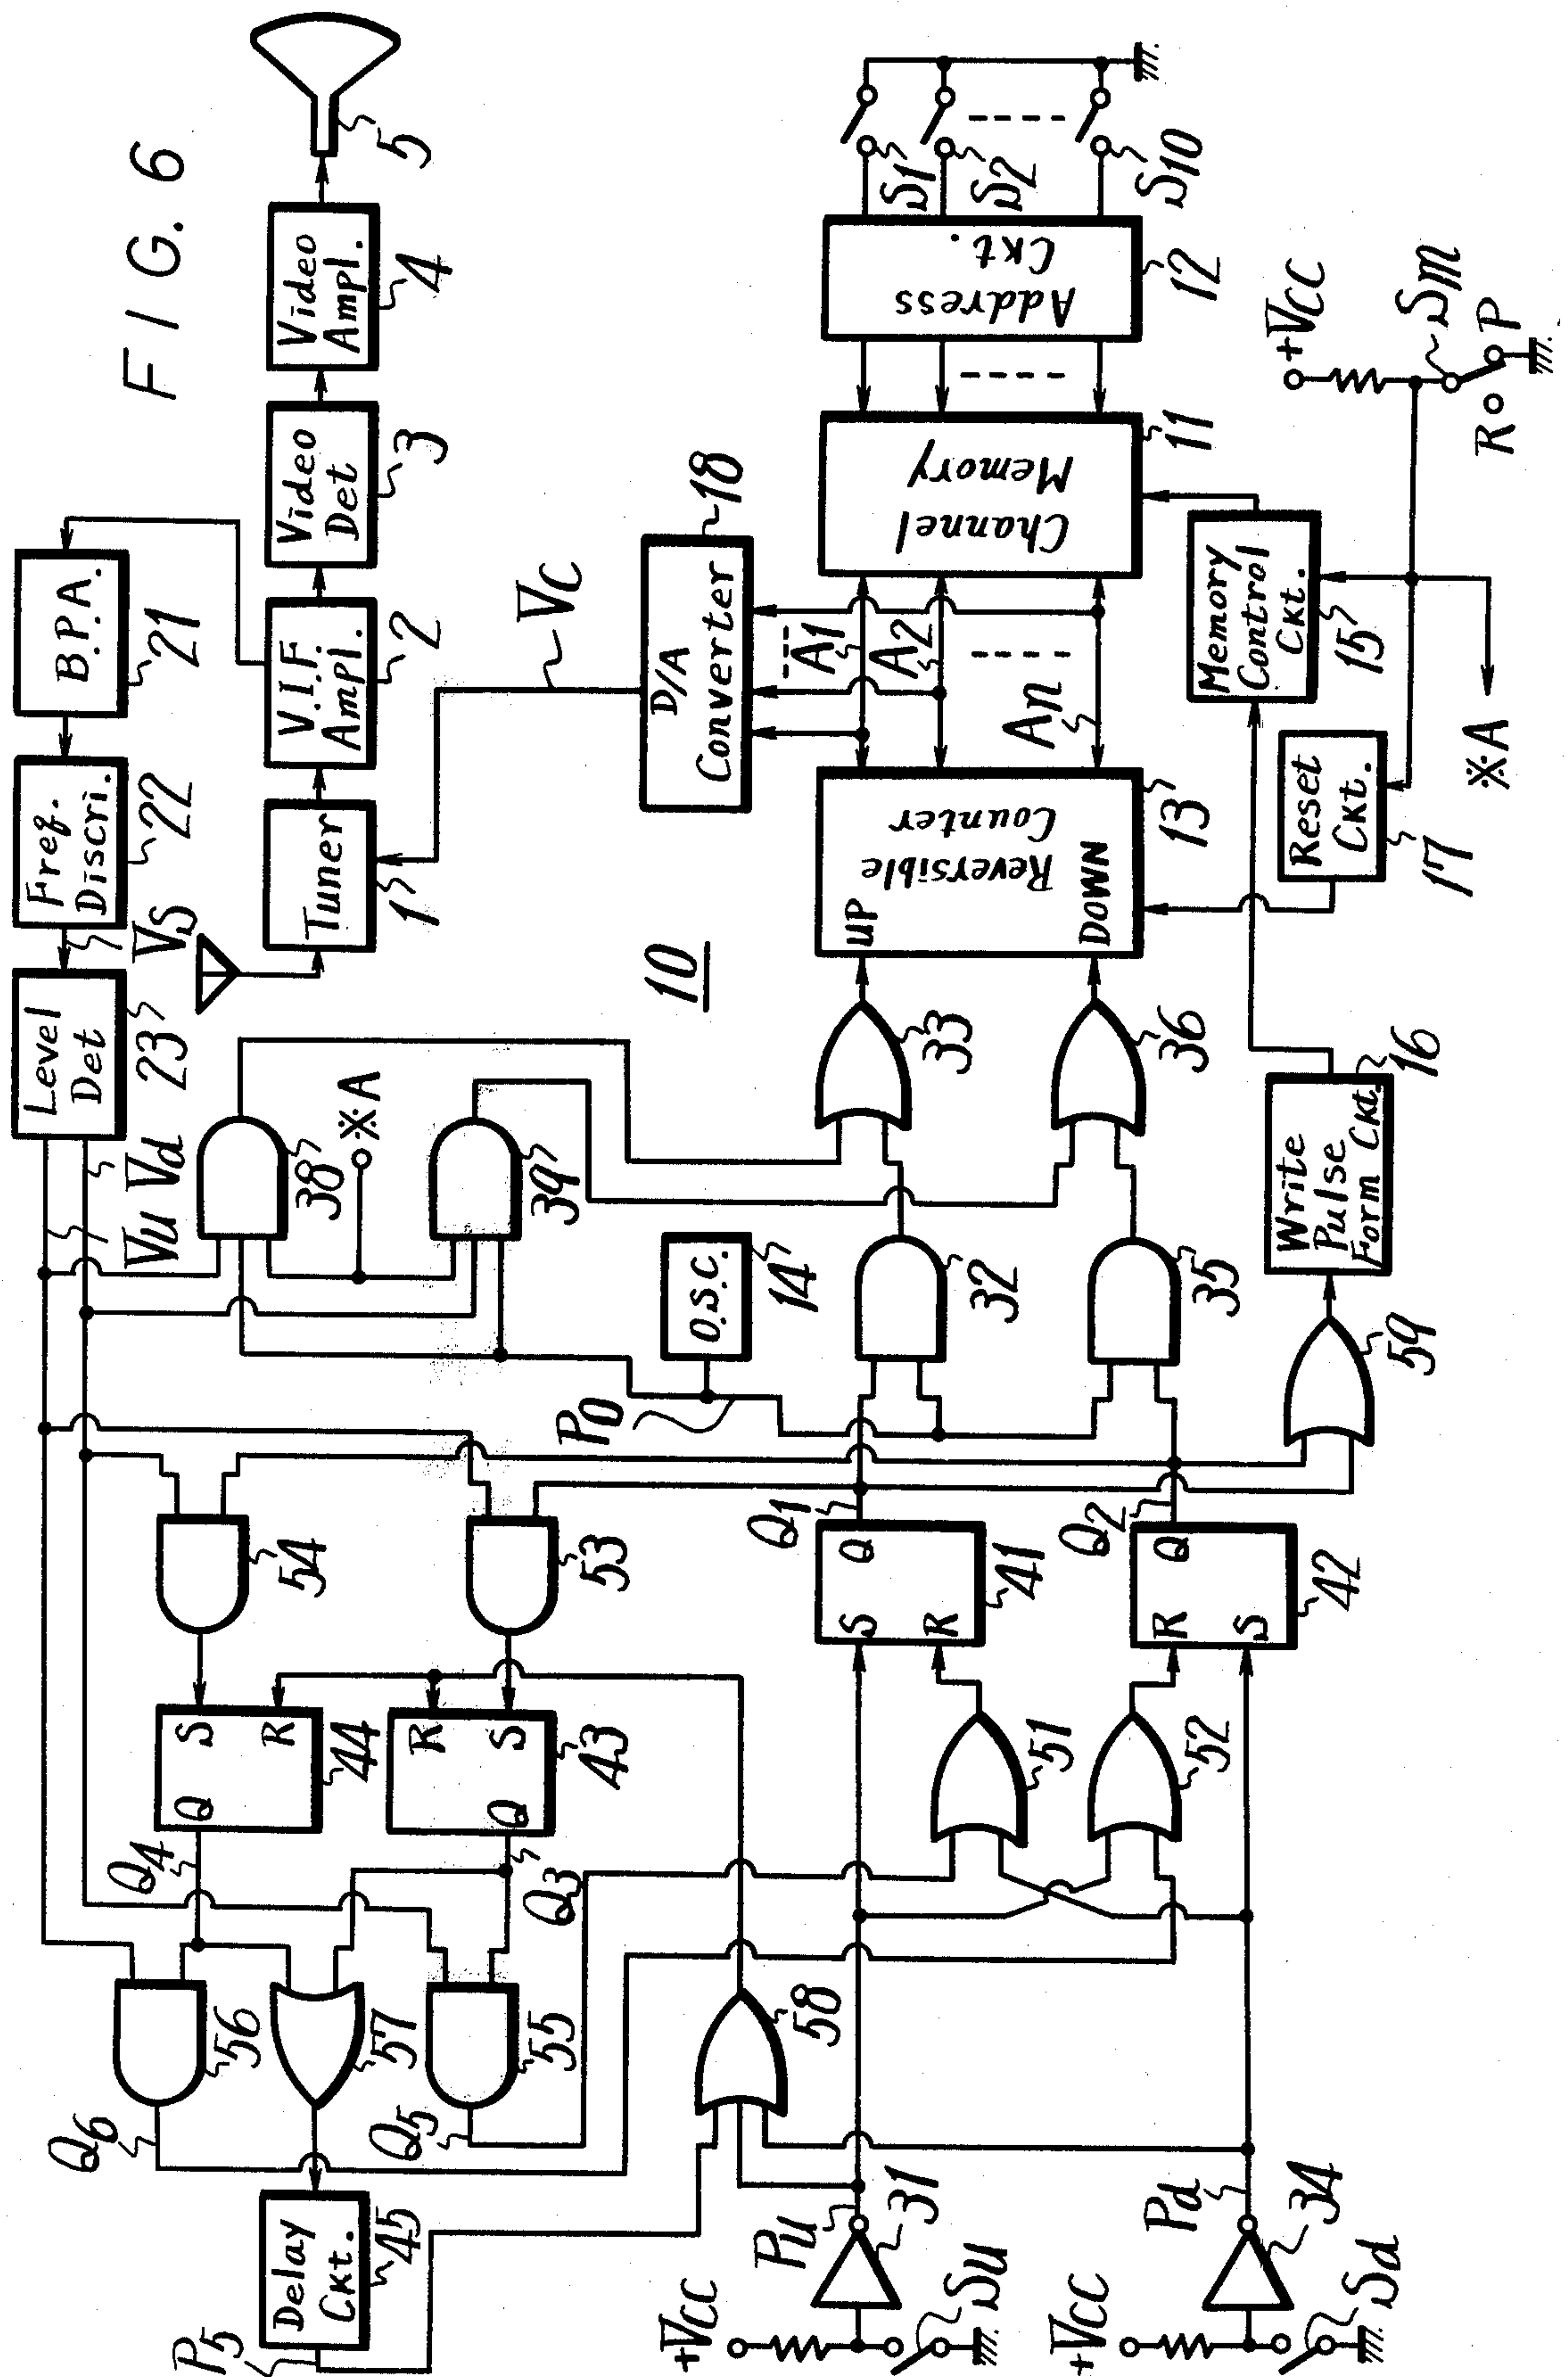 FIG. 6
B.P.A.
21
Fref.
Discri.
22
VS
Level
Det
23
Vu
Vd
Tuner
1
V.I.F.
Ampl.
2
Video
Det
3
Video
Ampl.
4
5
38
39
※A
10
D/A
Converter
18
VC
O.S.C.
14
P0
54
53
S
R
Q
44
R
S
Q
43
Q4
Q3
56
57
55
Q6
Q5
Delay
Ckt.
45
P5
58
+VCC
Pu
31
Su
+VCC
Pd
34
Sd
51
52
S
R
Q
41
Q1
R
S
Q
42
Q2
32
35
33
36
59
UP
DOWN
Reversible
Counter
13
A1
A2
An
Channel
Memory
11
Address
Ckt.
12
S1
S2
S10
Write
Pulse
Form Ckt.
16
Reset
Ckt.
17
Memory
Control
Ckt.
15
※A
+VCC
Sm
R
P